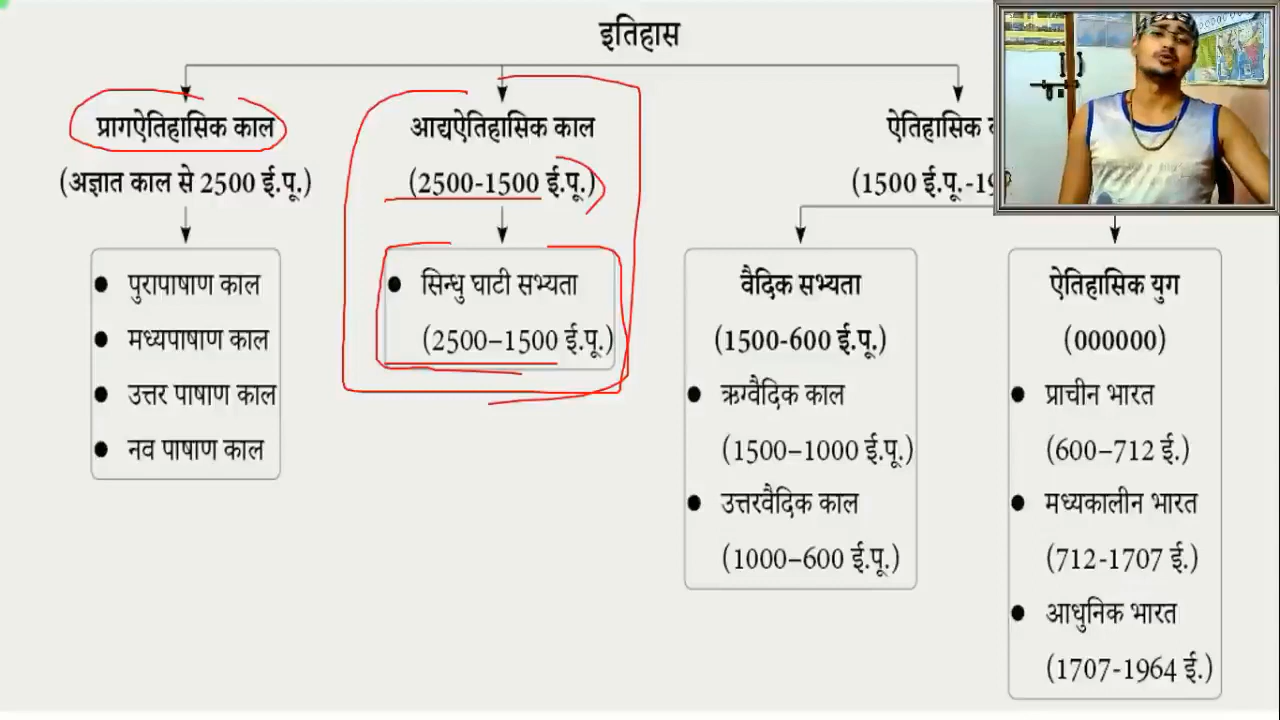 इतिहास
प्रागऐतिहासिक काल
(अज्ञात काल से 2500 ई.पू.)
पुरापाषाण काल
मध्यपाषाण काल
उत्तर पाषाण काल
नव पाषाण काल
आद्यऐतिहासिक काल
(2500-1500 ई.पू.)
सिन्धु घाटी सभ्यता
(2500–1500 ई.पू.)
ऐतिहासिक
(1500 ई.पू.-19
वैदिक सभ्यता
(1500-600 ई.पू.)
ऋग्वैदिक काल
(1500–1000 ई.पू.)
उत्तरवैदिक काल
(1000–600 ई.पू.)
ऐतिहासिक युग
(000000)
प्राचीन भारत
(600–712 ई.)
मध्यकालीन भारत
(712-1707 ई.)
आधुनिक भारत
(1707-1964 ई.)